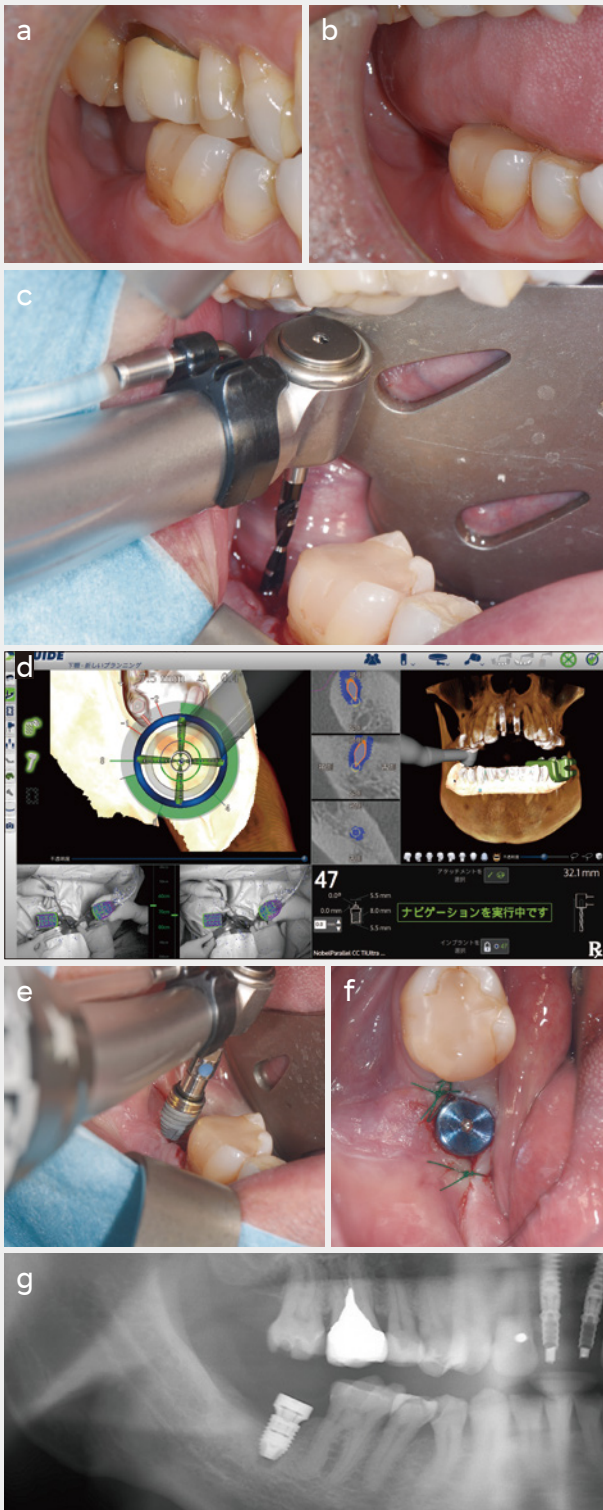 a
b
c
d
GUIDE
下顎 - 新しいプランニング
アタッチメントを
選択
32.1 mm
47
0.0°
5.5 mm
0.0 mm
8.0 mm
5.5 mm
ナビゲーションを実行中です
NobelParallel CC TiUltra ...
インプラントを
選択
47
e
f
g